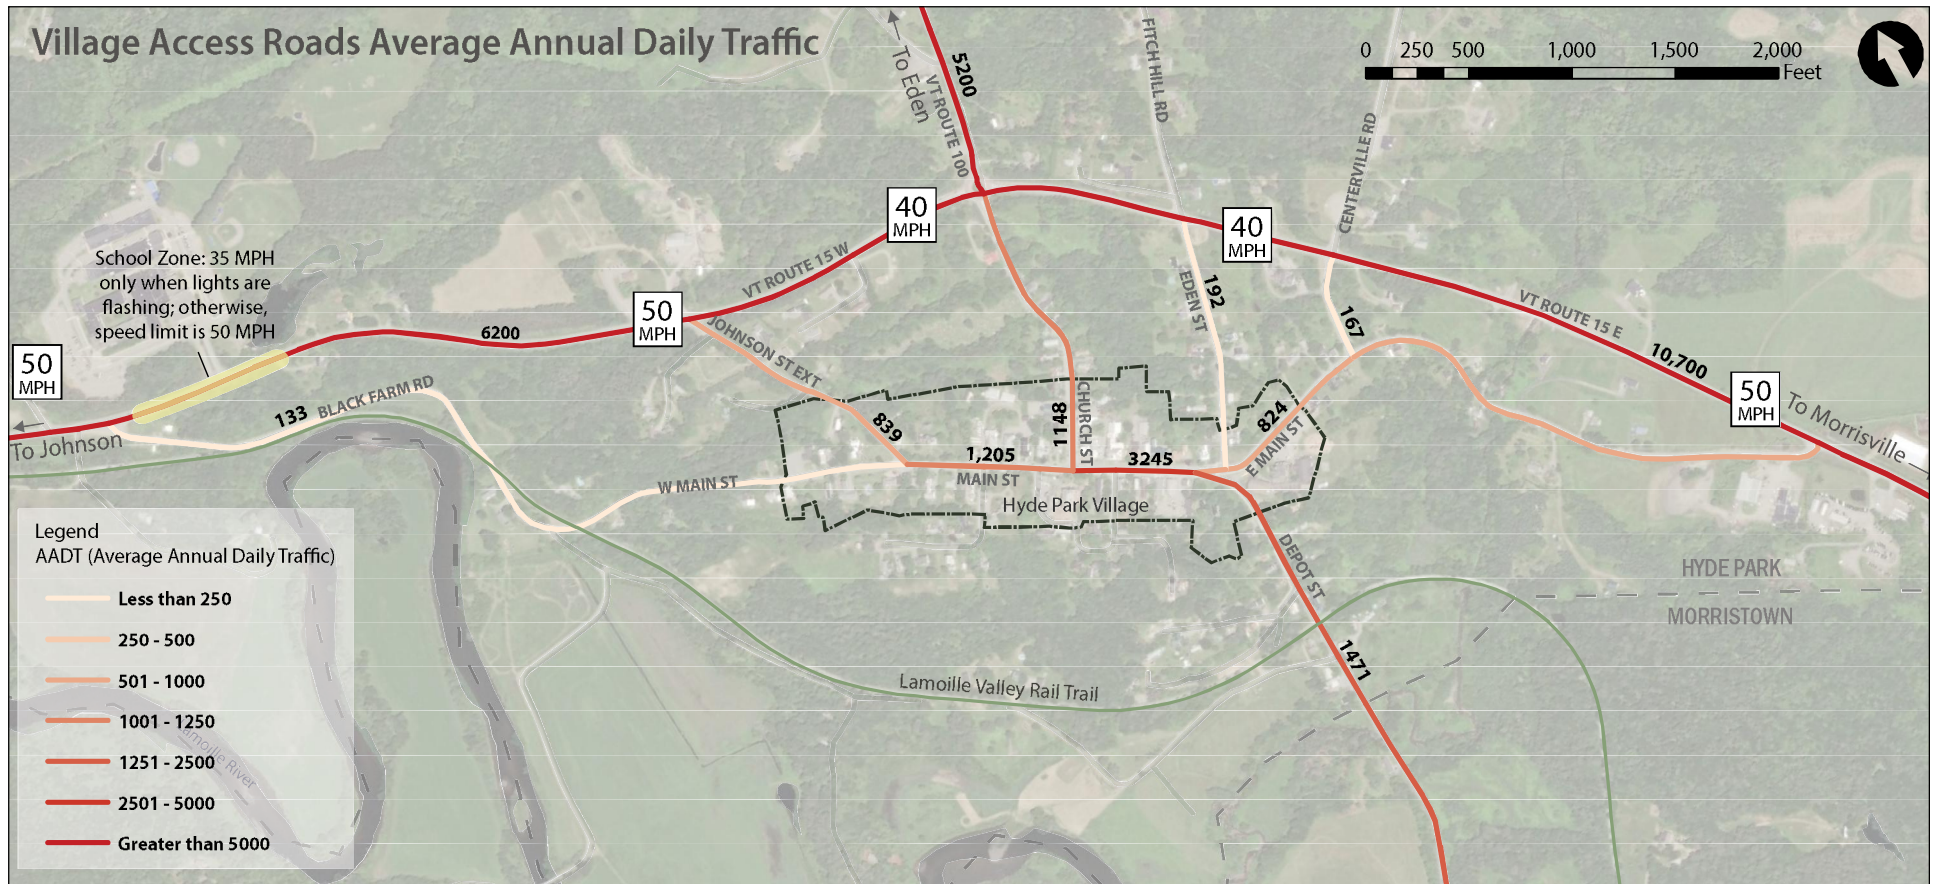 Village Access Roads Average Annual Daily Traffic
0 250 500 1,000 1,500 2,000
Feet
To Eden
VT ROUTE 100
5200
FITCH HILL RD
CENTERVILLE RD
40
MPH
40
MPH
School Zone: 35 MPH
only when lights are
flashing; otherwise,
speed limit is 50 MPH
VT ROUTE 15 W
EDEN ST
192
167
VT ROUTE 15 E
10,700
50
MPH
6200
50
MPH
JOHNSON ST EXT
50
MPH
To Morrisville
133
BLACK FARM RD
To Johnson
839
1,205
MAIN ST
1148
CHURCH ST
3245
824
E MAIN ST
W MAIN ST
Hyde Park Village
DEPOT ST
HYDE PARK
MORRISTOWN
1471
Lamoille Valley Rail Trail
Lamoille River
Legend
AADT (Average Annual Daily Traffic)
Less than 250
250 - 500
501 - 1000
1001 - 1250
1251 - 2500
2501 - 5000
Greater than 5000